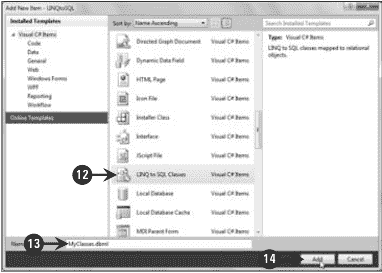 Add New Item - LINQtoSQL
Installed Templates
Visual C# Items
Code
Data
General
Web
Windows Forms
WPF
Reporting
Workflow
Online Templates
Sort by: Name Ascending
Directed Graph Document Visual C# Items
Dynamic Data Field Visual C# Items
HTML Page Visual C# Items
Icon File Visual C# Items
Installer Class Visual C# Items
Interface Visual C# Items
JScript File Visual C# Items
12 LINQ to SQL Classes Visual C# Items
Local Database Visual C# Items
Local Database Cache Visual C# Items
MDI Parent Form Visual C# Items
Search Installed Templates
Type: Visual C# Items
LINQ to SQL classes mapped to relational
objects.
13 MyClasses.dbml
14 Add Cancel